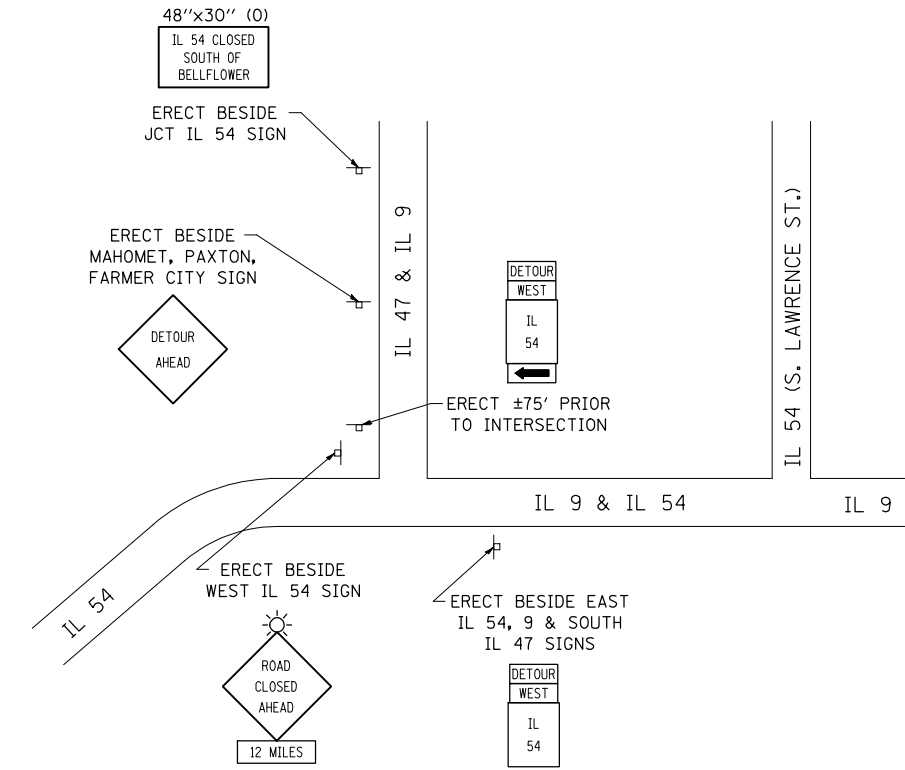 48"x30" (O)
IL 54 CLOSED
SOUTH OF
BELLFLOWER
ERECT BESIDE
JCT IL 54 SIGN
ERECT BESIDE
MAHOMET, PAXTON,
FARMER CITY SIGN
DETOUR
AHEAD
IL 47 & IL 9
DETOUR
WEST
IL
54
ERECT ±75' PRIOR
TO INTERSECTION
IL 54 (S. LAWRENCE ST.)
IL 9 & IL 54
IL 9
IL 54
ERECT BESIDE
WEST IL 54 SIGN
ROAD
CLOSED
AHEAD
12 MILES
ERECT BESIDE EAST
IL 54, 9 & SOUTH
IL 47 SIGNS
DETOUR
WEST
IL
54